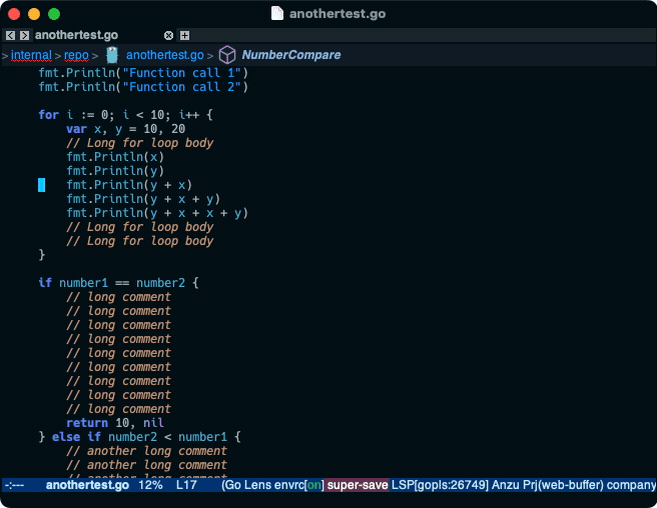 anothertest.go
anothertest.go
> internal > repo > anothertest.go > NumberCompare
fmt.Println("Function call 1")
fmt.Println("Function call 2")
for i := 0; i < 10; i++ {
var x, y = 10, 20
// Long for loop body
fmt.Println(x)
fmt.Println(y)
fmt.Println(y + x)
fmt.Println(y + x + y)
fmt.Println(y + x + x + y)
// Long for loop body
// Long for loop body
}
if number1 == number2 {
// long comment
// long comment
// long comment
// long comment
// long comment
// long comment
// long comment
// long comment
// long comment
return 10, nil
} else if number2 < number1 {
// another long comment
// another long comment
// another long comment
-:--- anothertest.go 12% L17 (Go Lens envrc[on] super-save LSP[gopls:26749] Anzu Prj(web-buffer) company